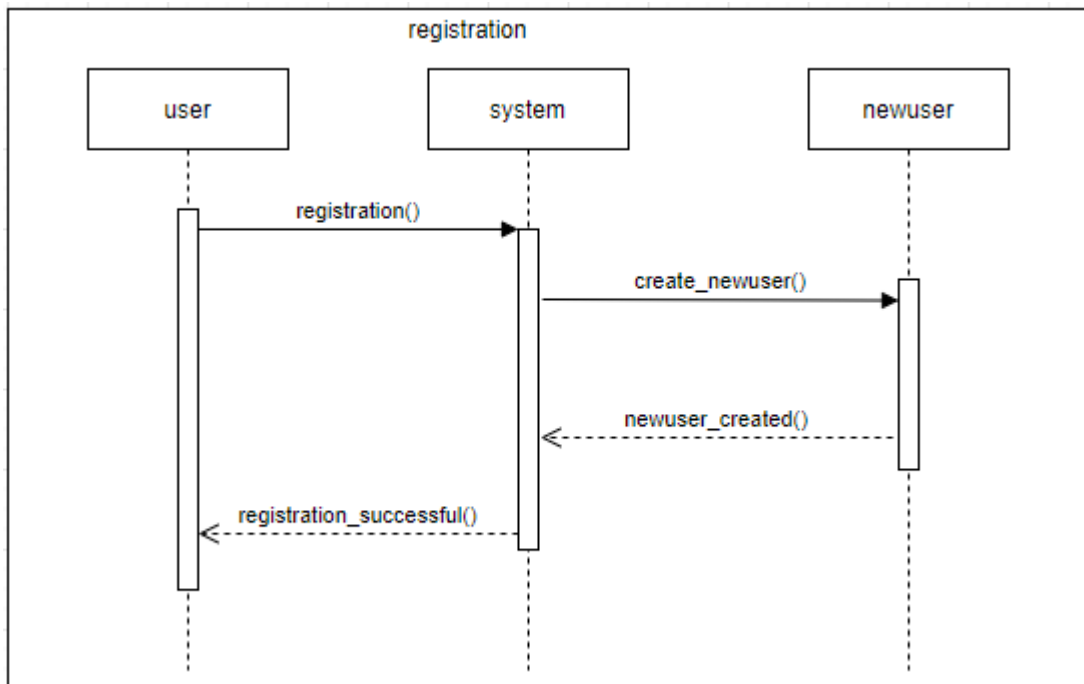 registration
user
system
newuser
registration()
create_newuser()
newuser_created()
registration_successful()